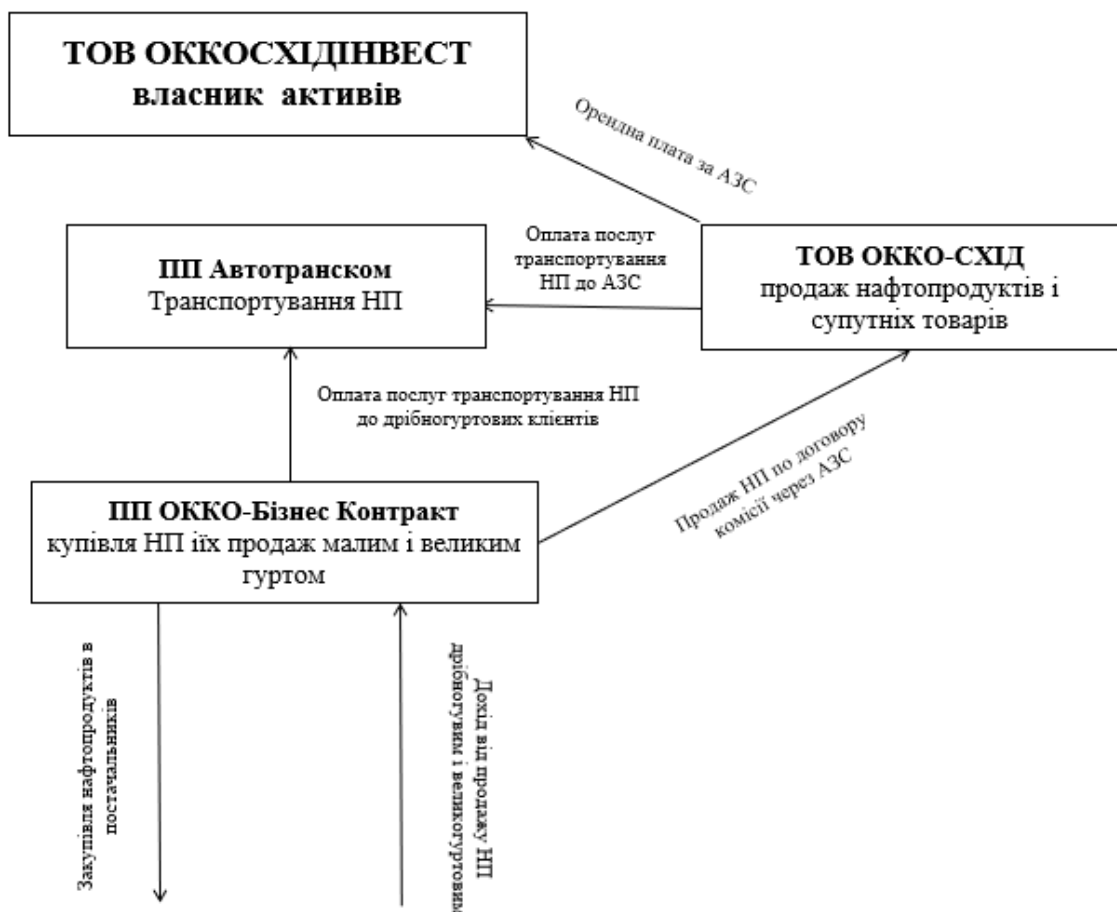 ТОВ ОККОСХІДІНВЕСТ
власник активів
Орендна плата за АЗС
ПП Автотранском
Транспортування НП
Оплата послуг
транспортування
НП до АЗС
ТОВ ОККО-СХІД
продаж нафтопродуктів і
супутніх товарів
Оплата послуг транспортування НП
до дрібногуртових клієнтів
Продаж НП по договору
комісії через АЗС
ПП ОККО-Бізнес Контракт
купівля НП іїх продаж малим і великим
гуртом
Закупівля нафтопродуктів в
постачальників
Дохід від продажу НП
дрібногувим і великогуртовим